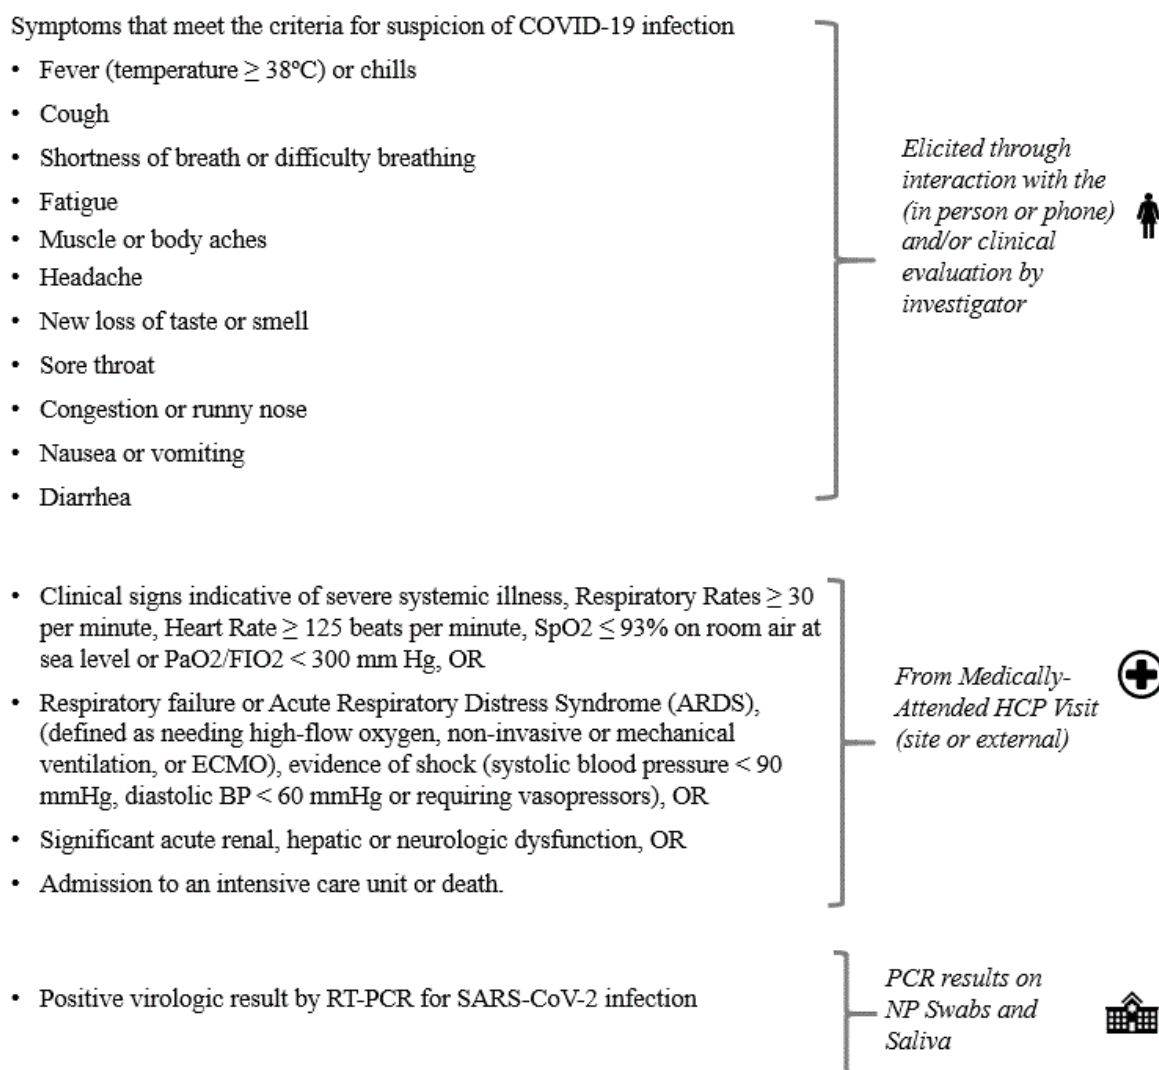 Symptoms that meet the criteria for suspicion of COVID-19 infection
• Fever (temperature ≥ 38ºC) or chills
• Cough
• Shortness of breath or difficulty breathing
• Fatigue
• Muscle or body aches
• Headache
• New loss of taste or smell
• Sore throat
• Congestion or runny nose
• Nausea or vomiting
• Diarrhea
Elicited through
interaction with the
(in person or phone)
and/or clinical
evaluation by
investigator
• Clinical signs indicative of severe systemic illness, Respiratory Rates ≥ 30
per minute, Heart Rate ≥ 125 beats per minute, SpO2 ≤ 93% on room air at
sea level or PaO2/FIO2 < 300 mm Hg, OR
• Respiratory failure or Acute Respiratory Distress Syndrome (ARDS),
(defined as needing high-flow oxygen, non-invasive or mechanical
ventilation, or ECMO), evidence of shock (systolic blood pressure < 90
mmHg, diastolic BP < 60 mmHg or requiring vasopressors), OR
• Significant acute renal, hepatic or neurologic dysfunction, OR
• Admission to an intensive care unit or death.
From Medically-
Attended HCP Visit
(site or external)
• Positive virologic result by RT-PCR for SARS-CoV-2 infection
PCR results on
NP Swabs and
Saliva